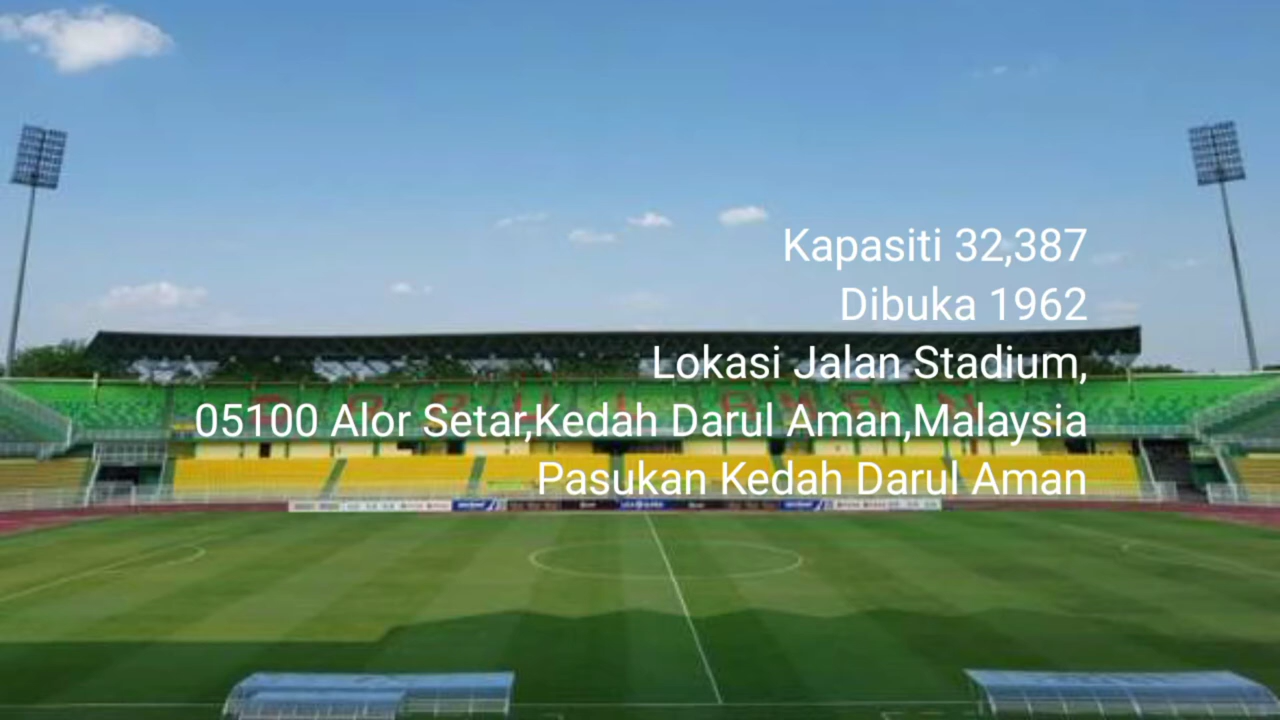 Kapasiti 32,387
Dibuka 1962
Lokasi Jalan Stadium,
05100 Alor Setar,Kedah Darul Aman,Malaysia
Pasukan Kedah Darul Aman